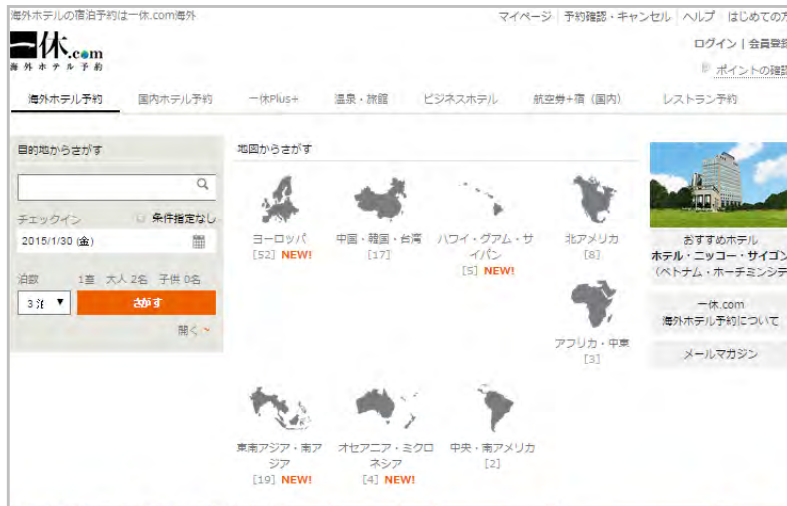 海外ホテルの宿泊予約は一休.com海外
マイページ 予約確認・キャンセル ヘルプ はじめての方
一休.com
海外ホテル予約
ログイン | 会員登録
ポイントの確認
海外ホテル予約 国内ホテル予約 一休Plus+ 温泉・旅館 ビジネスホテル 航空券+宿（国内） レストラン予約
目的地からさがす
チェックイン 条件指定なし
2015/1/30 (金)
泊数 1室 大人 2名 子供 0名
3泊 さがす
開く
地図からさがす
ヨーロッパ
[52] NEW!
中国・韓国・台湾
[17]
ハワイ・グアム・サ
イパン
[5] NEW!
北アメリカ
[8]
アフリカ・中東
[3]
東南アジア・南ア
ジア
[19] NEW!
オセアニア・ミクロ
ネシア
[4] NEW!
中央・南アメリカ
[2]
おすすめホテル
ホテル・ニッコー・サイゴン
（ベトナム・ホーチミンシテ
一休.com
海外ホテル予約について
メールマガジン